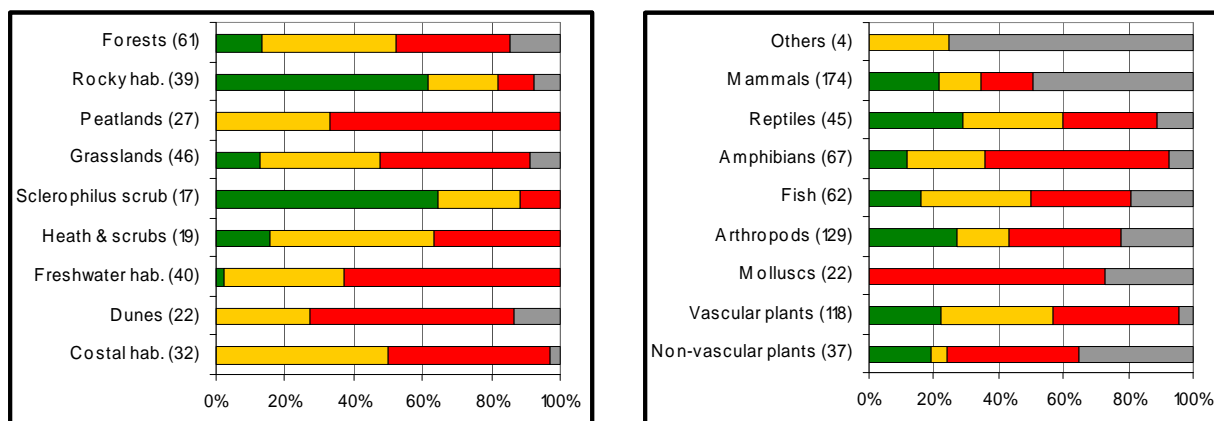 Forests (61)
Rocky hab. (39)
Peatlands (27)
Grasslands (46)
Sclerophilus scrub (17)
Heath & scrubs (19)
Freshwater hab. (40)
Dunes (22)
Costal hab. (32)
0% 20% 40% 60% 80% 100%
Others (4)
Mammals (174)
Reptiles (45)
Amphibians (67)
Fish (62)
Arthropods (129)
Molluscs (22)
Vascular plants (118)
Non-vascular plants (37)
0% 20% 40% 60% 80% 100%